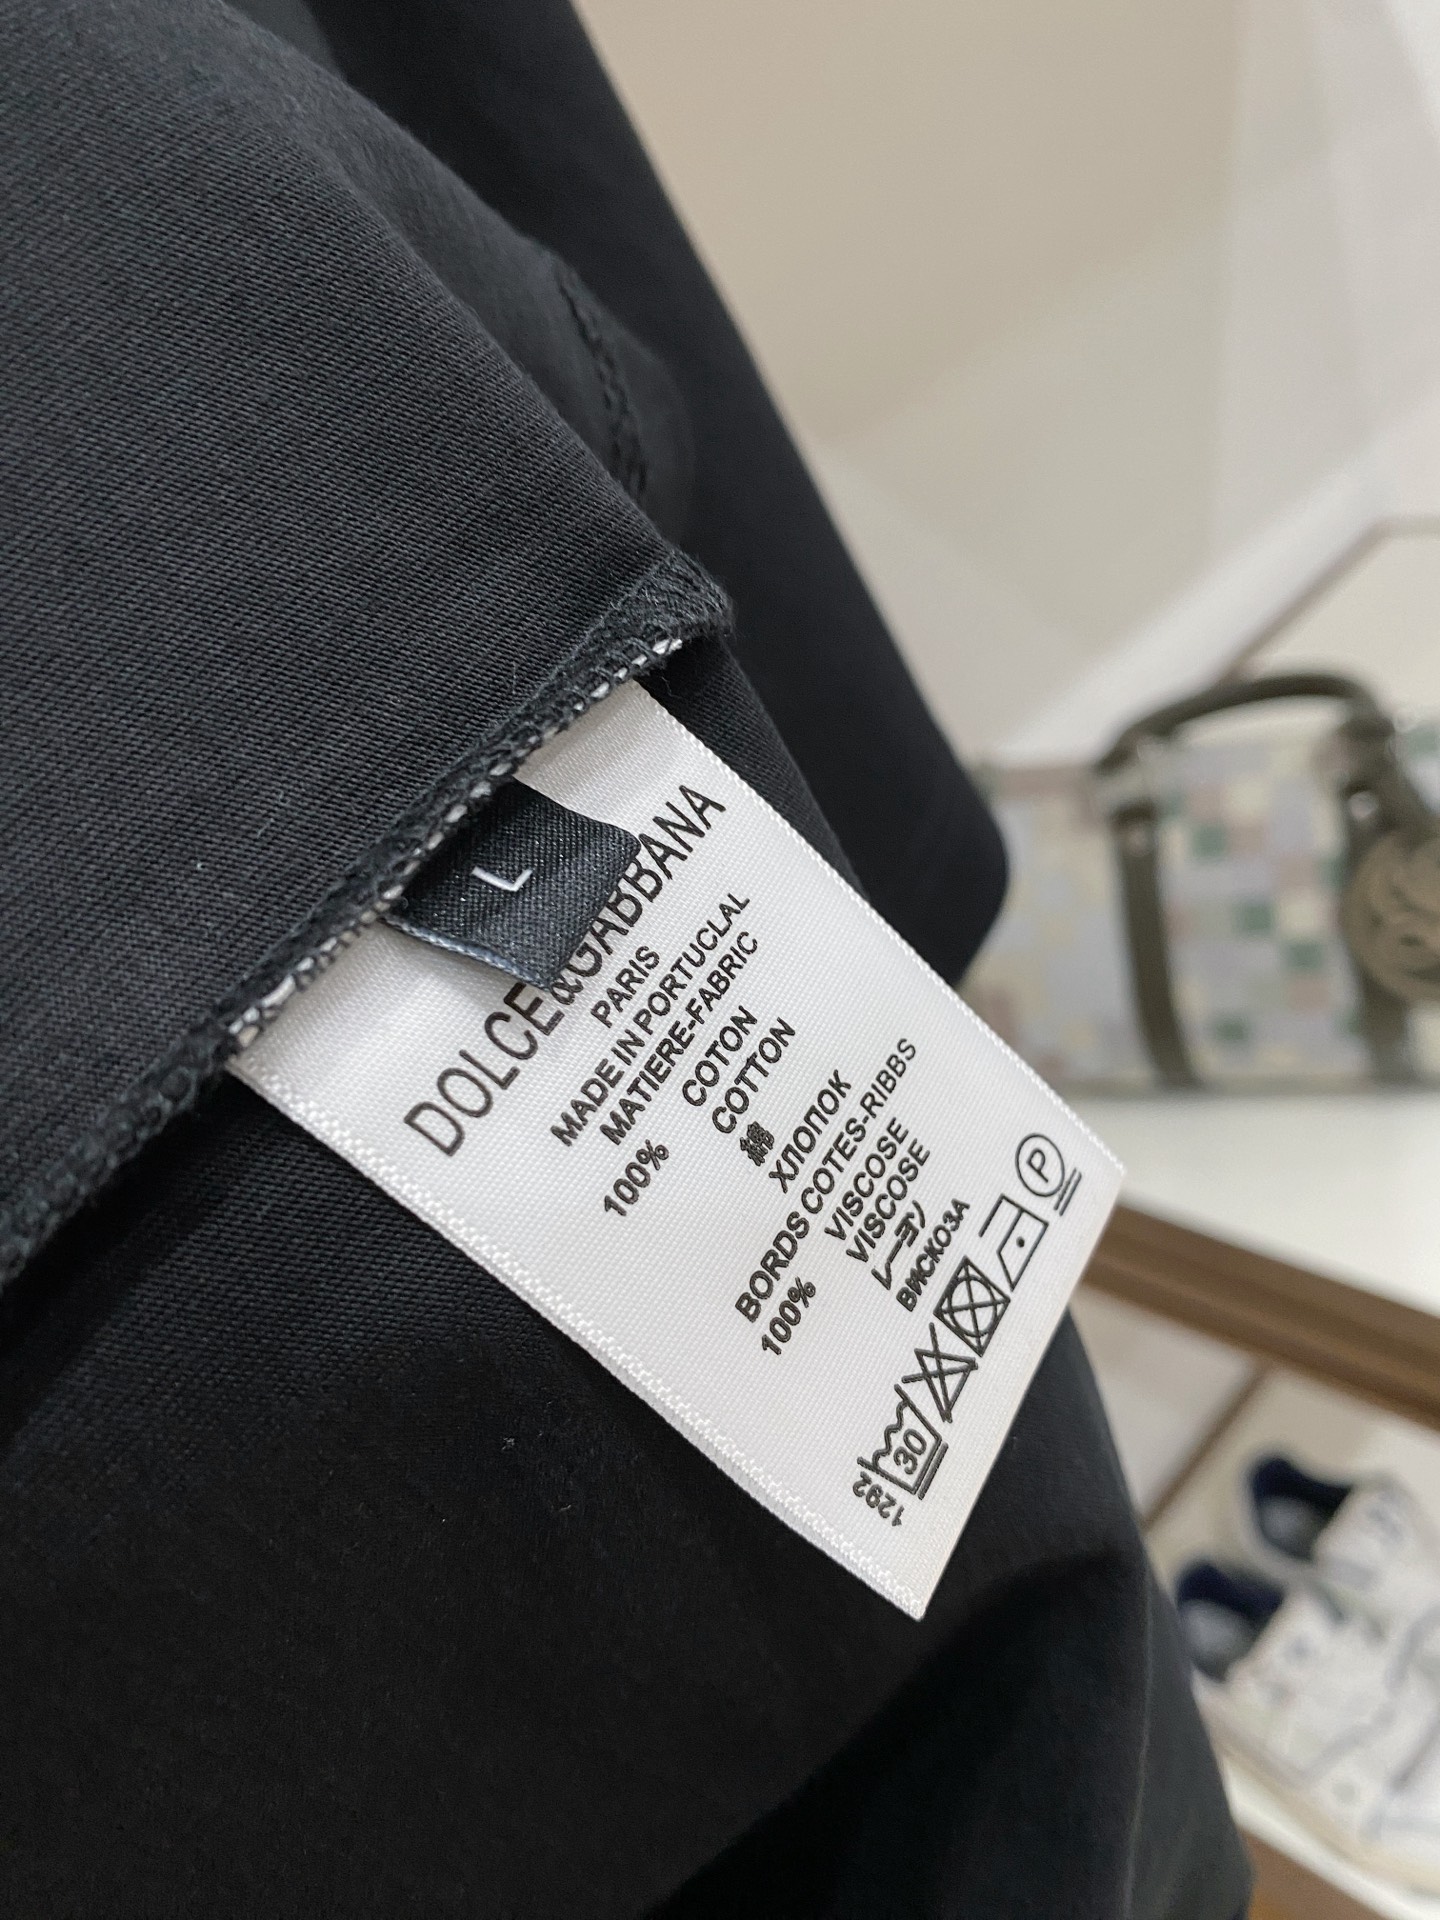 L
DOLCE&GABBANA
PARIS
MADE IN PORTUCLAL
MATIERE-FABRIC
100% COTON
COTTON
綿
ХЛОПОК
BORDS COTES-RIBBS
100% VISCOSE
VISCOSE
レーヨン
ВИСКОЗА
30
P
1292